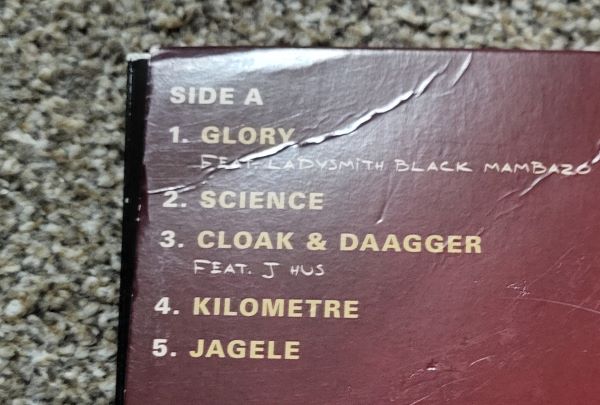 SIDE A
1. GLORY
FEAT. LADYSMITH BLACK MAMBAZO
2. SCIENCE
3. CLOAK & DAAGGER
FEAT. J HUS
4. KILOMETRE
5. JAGELE